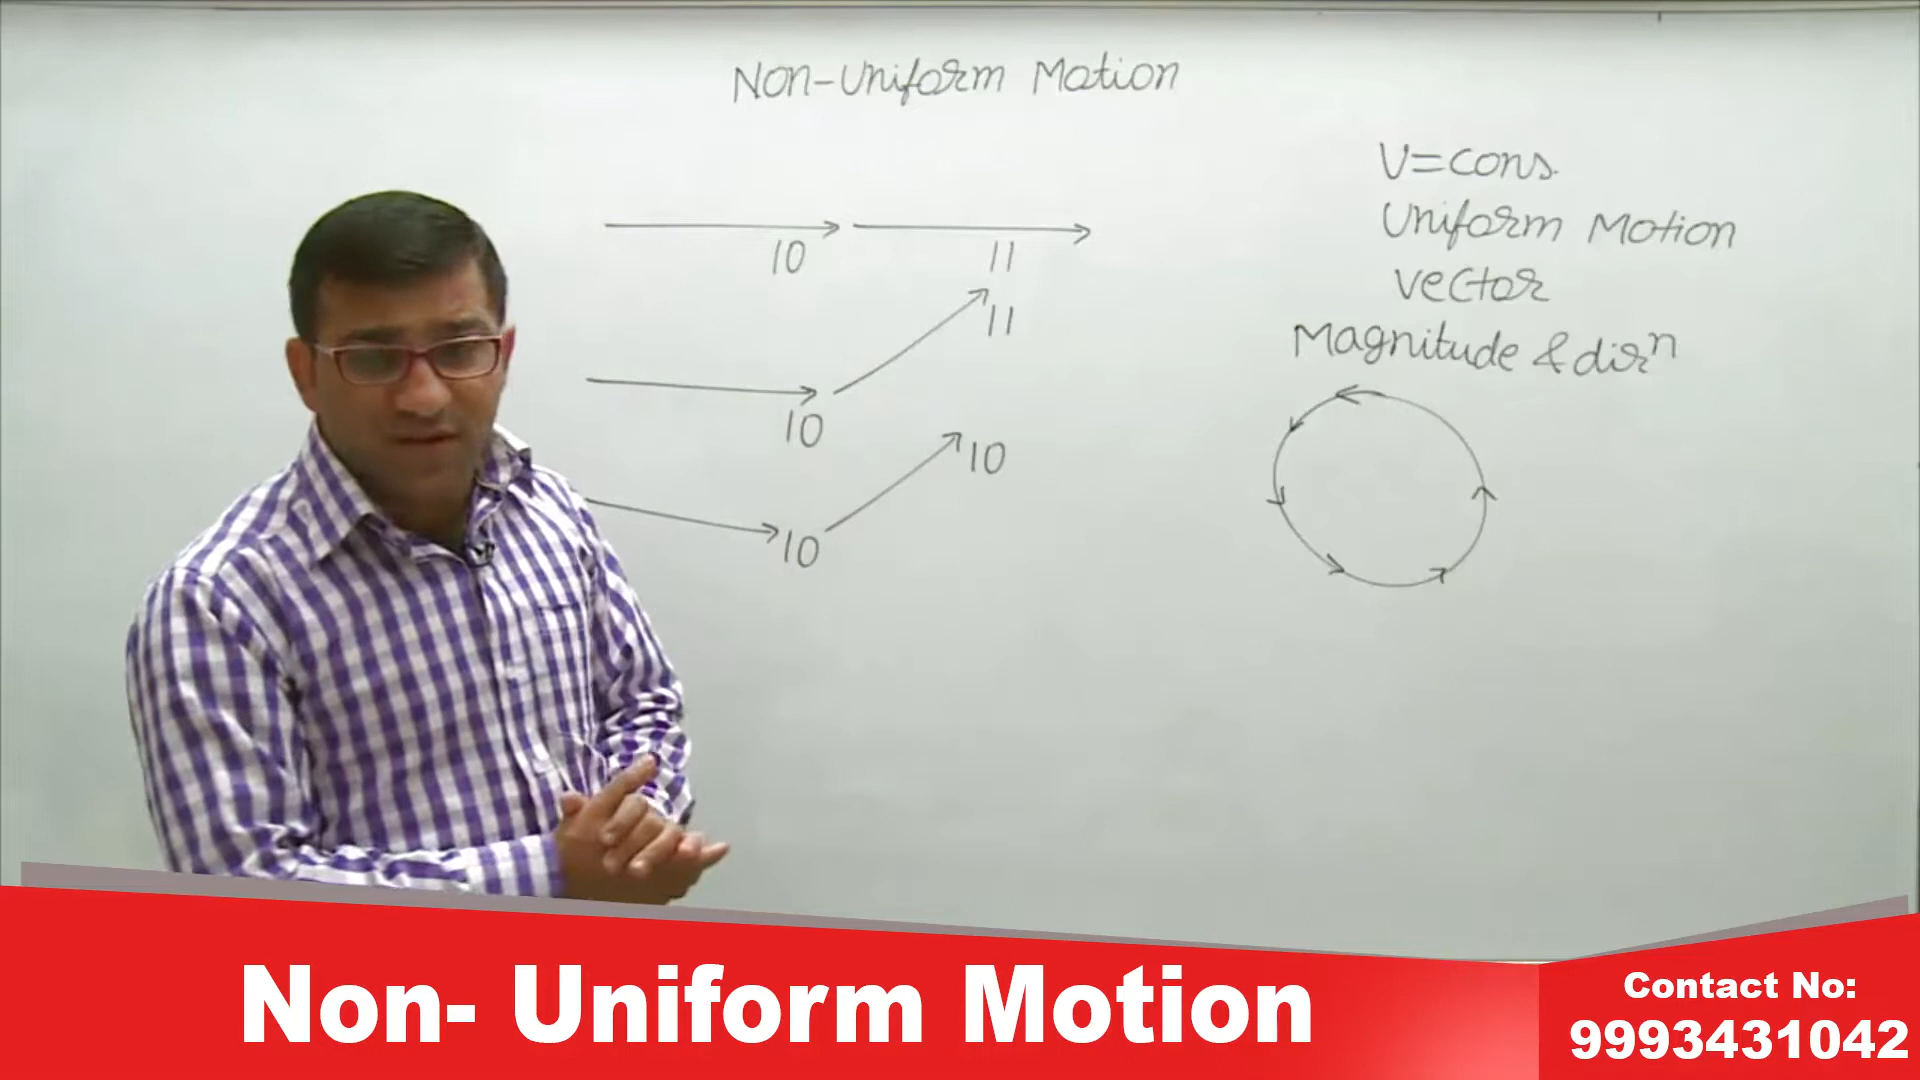 Non-Uniform Motion
V=cons.
Uniform Motion
Vector
Magnitude & dirⁿ
10
11
11
10
10
10
Non- Uniform Motion
Contact No:
9993431042